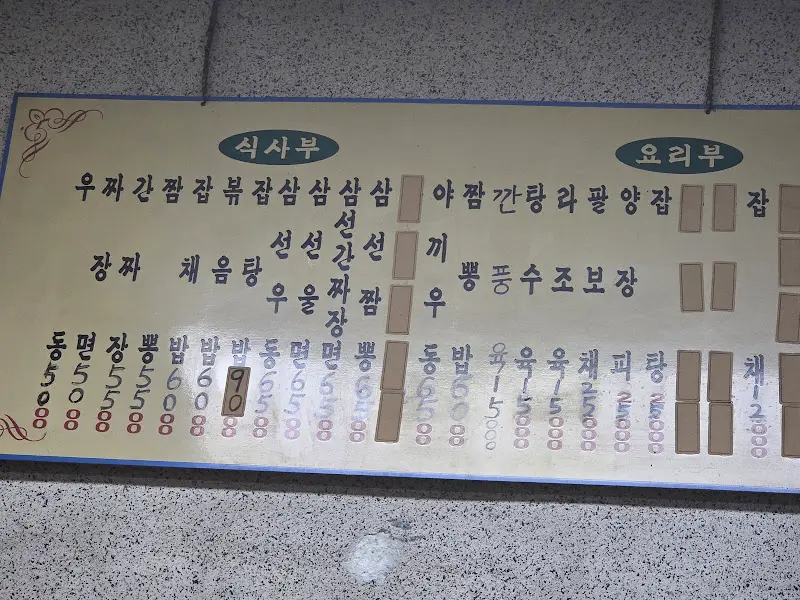 식사부
우동 5000
짜장면 5000
간짜장 5500
짬뽕 5500
잡채밥 6000
볶음밥 6000
잡탕밥 9000
삼선우동 6500
삼선울면 6500
삼선간짜장면 6500
삼선짬뽕 6500
요리부
야끼우동 6500
짬뽕밥 6000
깐풍육 15000
탕수육 15000
라조육 15000
팔보채 25000
양장피 25000
잡탕 25000
잡채 12000